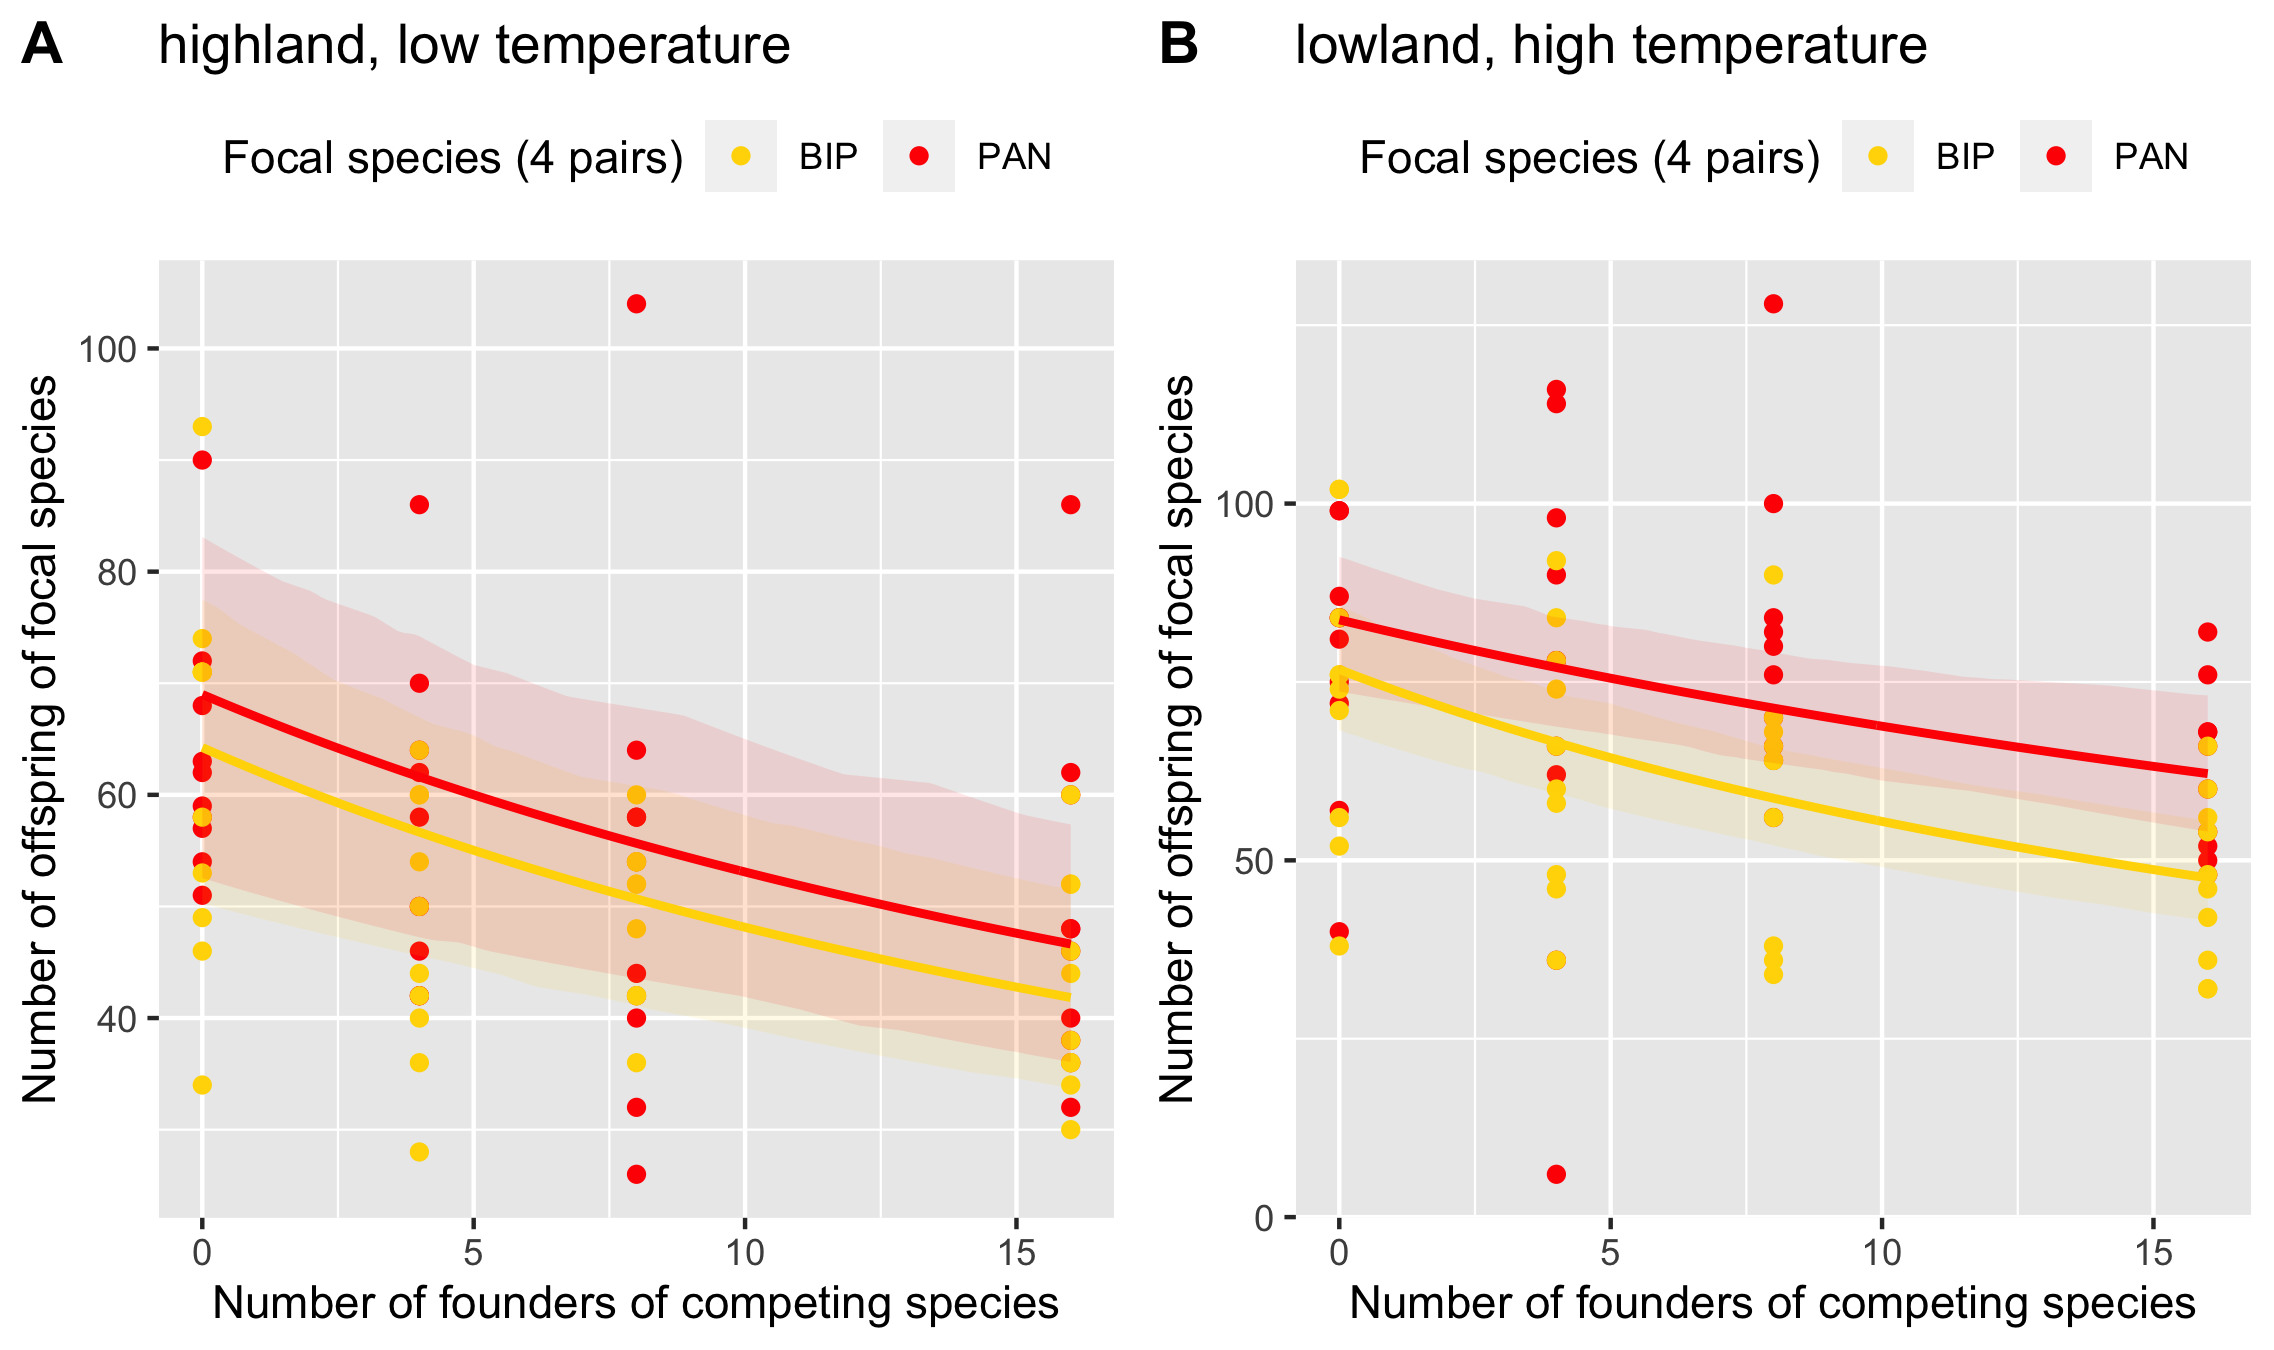 A highland, low temperature
Focal species (4 pairs) BIP PAN
Number of offspring of focal species
100
80
60
40
0 5 10 15
Number of founders of competing species
B lowland, high temperature
Focal species (4 pairs) BIP PAN
Number of offspring of focal species
100
50
0
0 5 10 15
Number of founders of competing species